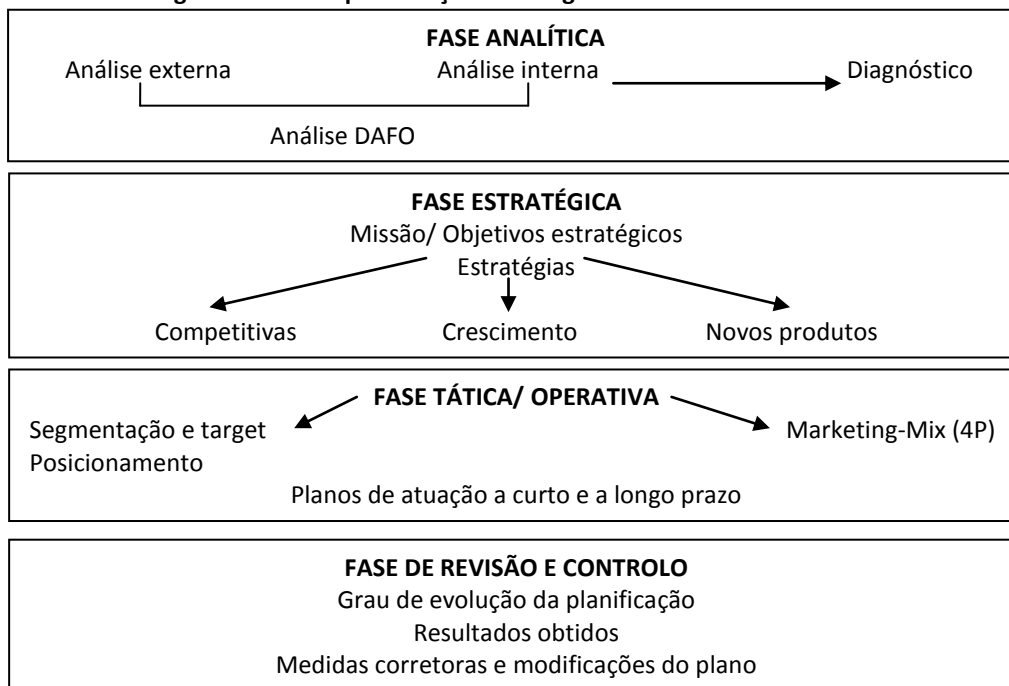 FASE ANALÍTICA
Análise externa Análise interna Diagnóstico
Análise DAFO
FASE ESTRATÉGICA
Missão/ Objetivos estratégicos
Estratégias
Competitivas Crescimento Novos produtos
FASE TÁTICA/ OPERATIVA
Segmentação e target Marketing-Mix (4P)
Posicionamento
Planos de atuação a curto e a longo prazo
FASE DE REVISÃO E CONTROLO
Grau de evolução da planificação
Resultados obtidos
Medidas corretoras e modificações do plano